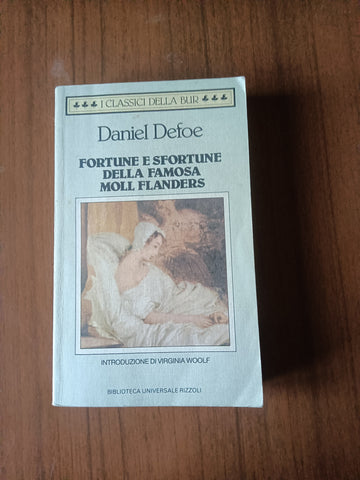 I CLASSICI DELLA BUR
Daniel Defoe
FORTUNE E SFORTUNE
DELLA FAMOSA
MOLL FLANDERS
INTRODUZIONE DI VIRGINIA WOOLF
BIBLIOTECA UNIVERSALE RIZZOLI